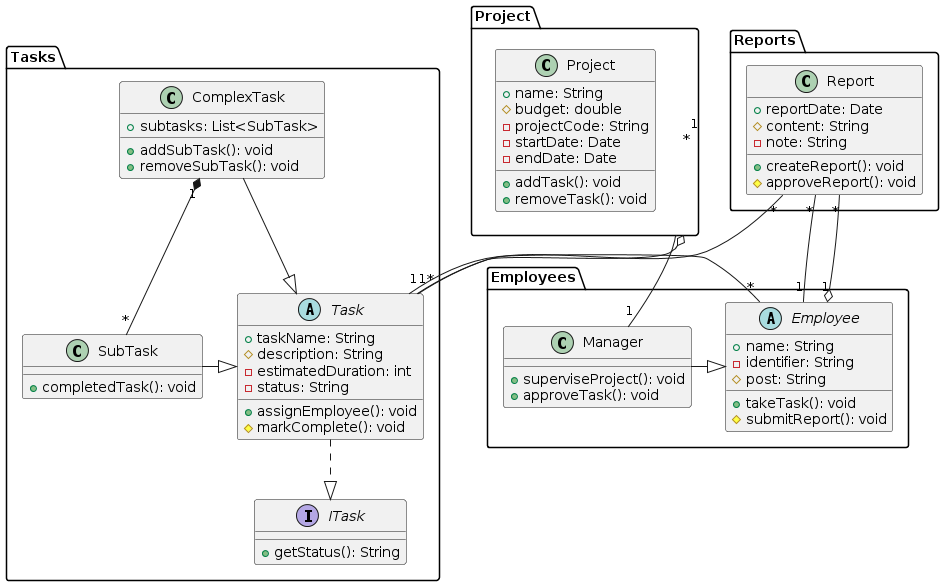 Tasks
C ComplexTask
subtasks: List<SubTask>
addSubTask(): void
removeSubTask(): void
1
*
C SubTask
completedTask(): void
A Task
taskName: String
description: String
estimatedDuration: int
status: String
assignEmployee(): void
markComplete(): void
I ITask
getStatus(): String
Project
C Project
name: String
budget: double
projectCode: String
startDate: Date
endDate: Date
addTask(): void
removeTask(): void
1
*
Reports
C Report
reportDate: Date
content: String
note: String
createReport(): void
approveReport(): void
* * *
11*
Employees
1
* 1 1
C Manager
superviseProject(): void
approveTask(): void
A Employee
name: String
identifier: String
post: String
takeTask(): void
submitReport(): void